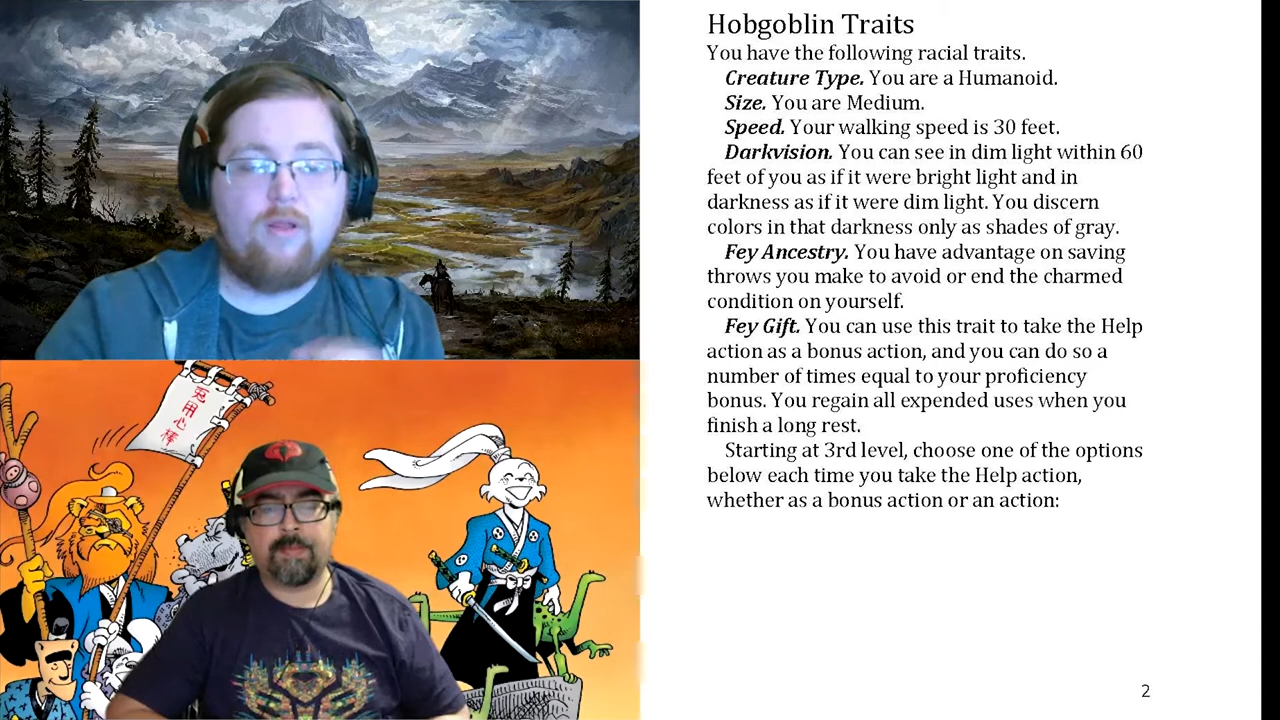 Hobgoblin Traits
You have the following racial traits.
Creature Type. You are a Humanoid.
Size. You are Medium.
Speed. Your walking speed is 30 feet.
Darkvision. You can see in dim light within 60
feet of you as if it were bright light and in
darkness as if it were dim light. You discern
colors in that darkness only as shades of gray.
Fey Ancestry. You have advantage on saving
throws you make to avoid or end the charmed
condition on yourself.
Fey Gift. You can use this trait to take the Help
action as a bonus action, and you can do so a
number of times equal to your proficiency
bonus. You regain all expended uses when you
finish a long rest.
Starting at 3rd level, choose one of the options
below each time you take the Help action,
whether as a bonus action or an action:
2